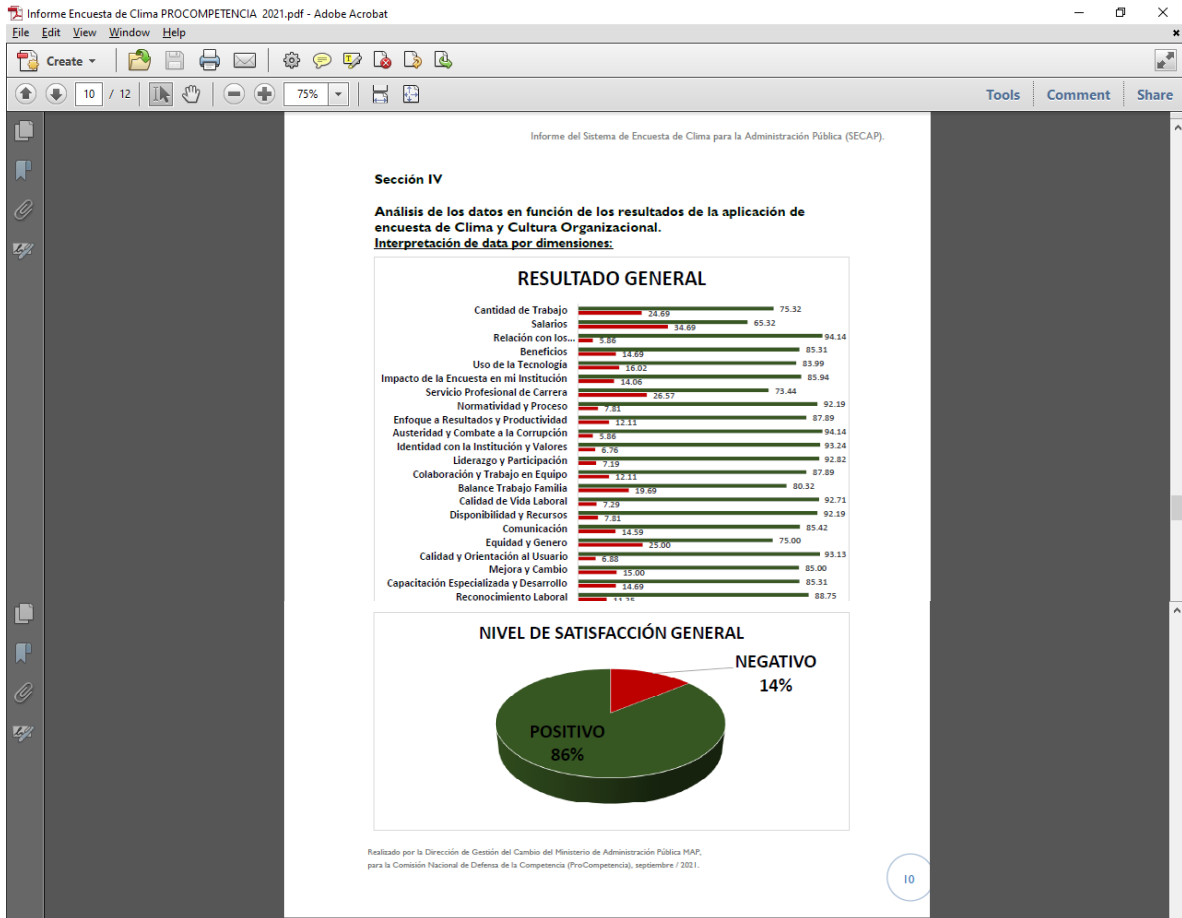 Informe Encuesta de Clima PROCOMPETENCIA 2021.pdf - Adobe Acrobat
File Edit View Window Help
Create
10 / 12 75% Tools Comment Share
Informe del Sistema de Encuesta de Clima para la Administración Pública (SECAP).
Sección IV
Análisis de los datos en función de los resultados de la aplicación de
encuesta de Clima y Cultura Organizacional.
Interpretación de data por dimensiones:
RESULTADO GENERAL
Cantidad de Trabajo 75.32 24.69
Salarios 65.32 34.69
Relación con los... 94.14 5.86
Beneficios 85.31 14.69
Uso de la Tecnología 83.99 16.02
Impacto de la Encuesta en mi Institución 85.94 14.06
Servicio Profesional de Carrera 73.44 26.57
Normatividad y Proceso 92.19 7.81
Enfoque a Resultados y Productividad 87.89 12.11
Austeridad y Combate a la Corrupción 94.14 5.86
Identidad con la Institución y Valores 93.24 6.76
Liderazgo y Participación 92.82 7.19
Colaboración y Trabajo en Equipo 87.89 12.11
Balance Trabajo Familia 80.32 19.69
Calidad de Vida Laboral 92.71 7.29
Disponibilidad y Recursos 92.19 7.81
Comunicación 85.42 14.59
Equidad y Genero 75.00 25.00
Calidad y Orientación al Usuario 93.13 6.88
Mejora y Cambio 85.00 15.00
Capacitación Especializada y Desarrollo 85.31 14.69
Reconocimiento Laboral 88.75
NIVEL DE SATISFACCIÓN GENERAL
NEGATIVO
14%
POSITIVO
86%
Realizado por la Dirección de Gestión del Cambio del Ministerio de Administración Pública MAP,
para la Comisión Nacional de Defensa de la Competencia (ProCompetencia), septiembre / 2021.
10